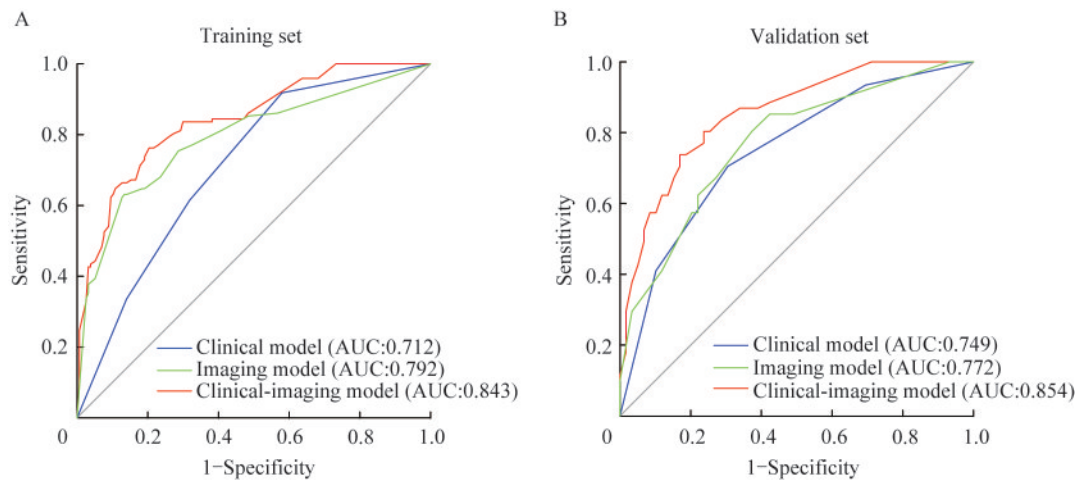 A
Training set
1.0
0.8
0.6
0.4
0.2
Sensitivity
Clinical model (AUC:0.712)
Imaging model (AUC:0.792)
Clinical-imaging model (AUC:0.843)
0 0.2 0.4 0.6 0.8 1.0
1−Specificity
B
Validation set
1.0
0.8
0.6
0.4
0.2
Sensitivity
Clinical model (AUC:0.749)
Imaging model (AUC:0.772)
Clinical-imaging model (AUC:0.854)
0 0.2 0.4 0.6 0.8 1.0
1−Specificity